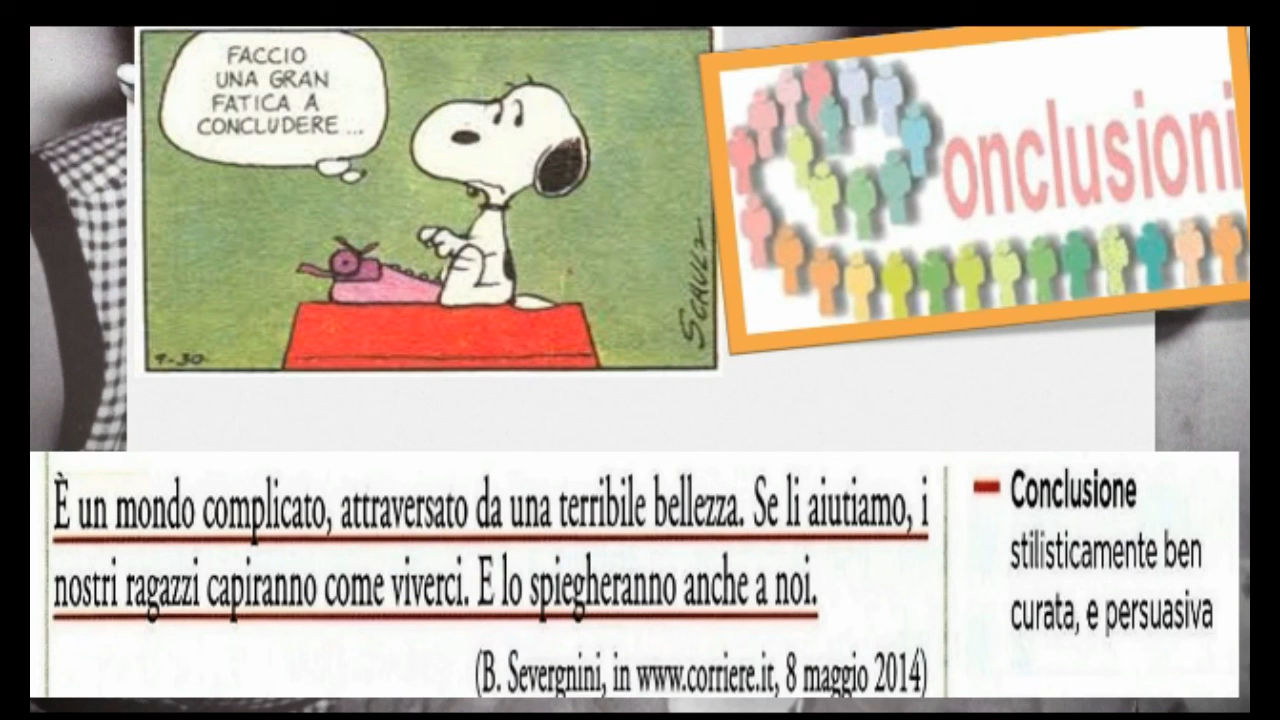 FACCIO
UNA GRAN
FATICA A
CONCLUDERE...
SCHULZ
9-30
onclusioni
È un mondo complicato, attraversato da una terribile bellezza. Se li aiutiamo, i
nostri ragazzi capiranno come viverci. E lo spiegheranno anche a noi.
(B. Severgnini, in www.corriere.it, 8 maggio 2014)
Conclusione
stilisticamente ben
curata, e persuasiva